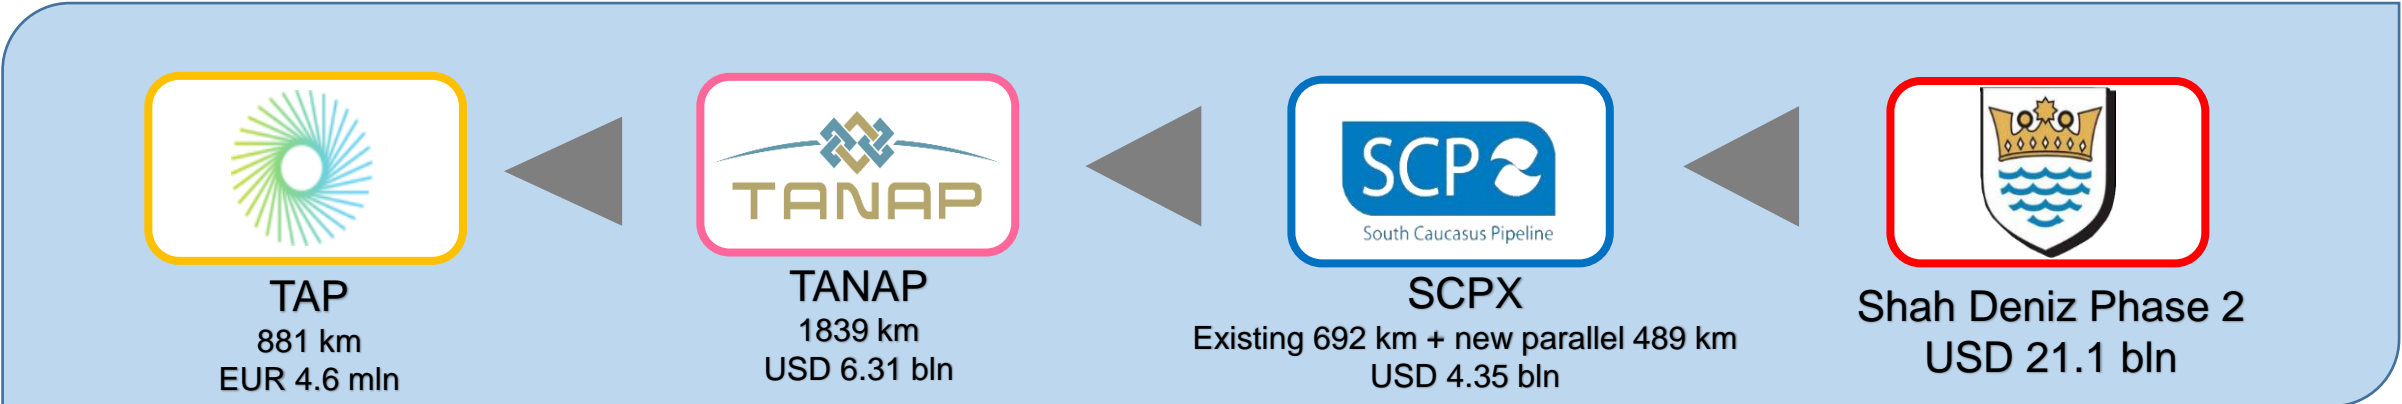 TAP
881 km
EUR 4.6 mln
TANAP
TANAP
1839 km
USD 6.31 bln
SCP
South Caucasus Pipeline
SCPX
Existing 692 km + new parallel 489 km
USD 4.35 bln
Shah Deniz Phase 2
USD 21.1 bln